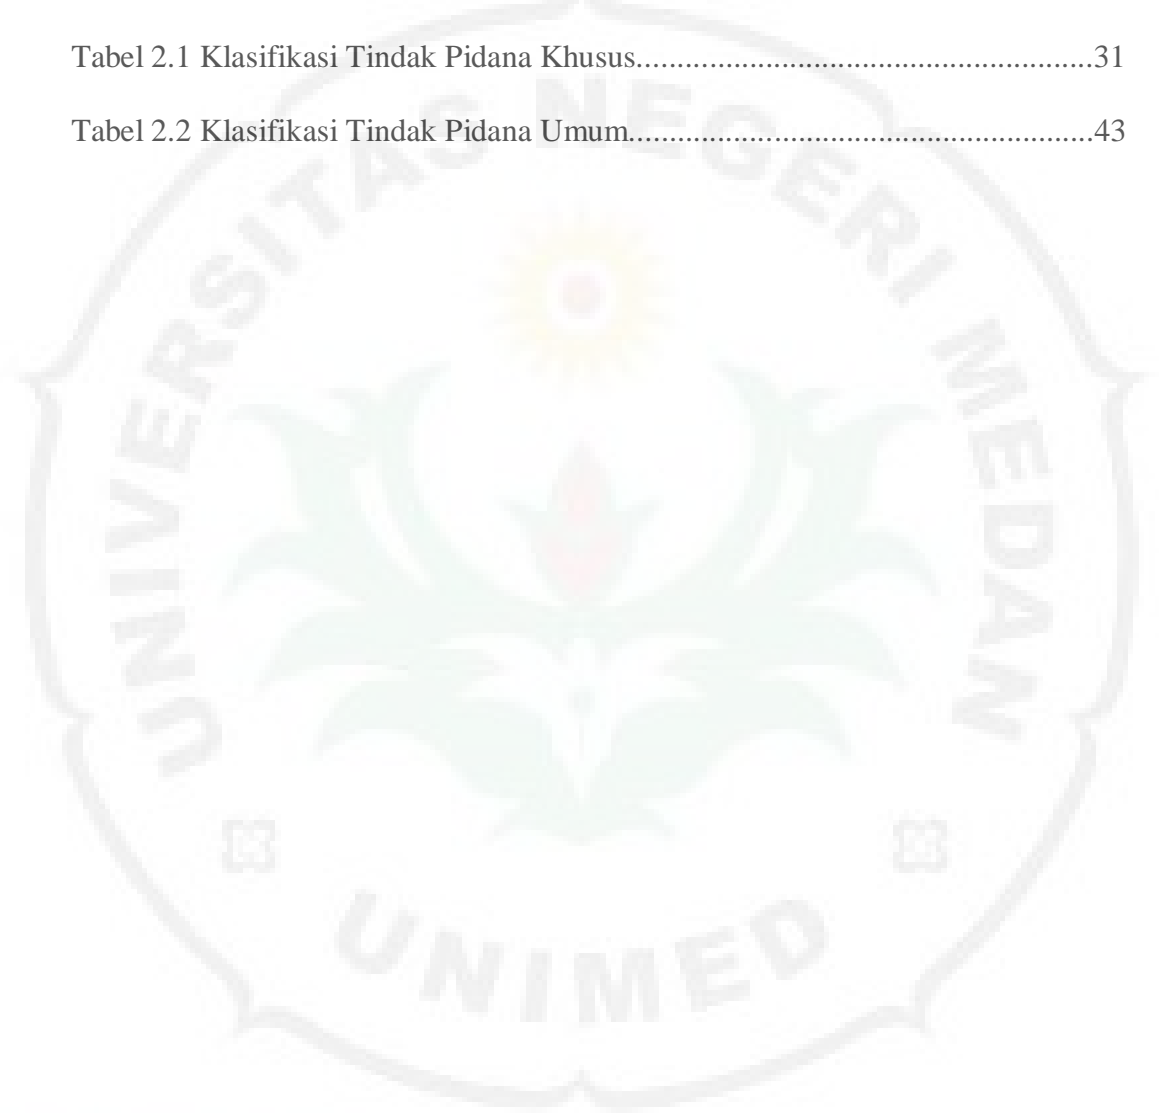 Tabel 2.1 Klasifikasi Tindak Pidana Khusus.........................................................31
Tabel 2.2 Klasifikasi Tindak Pidana Umum..........................................................43
UNIVERSITAS NEGERI MEDAN
UNIMED